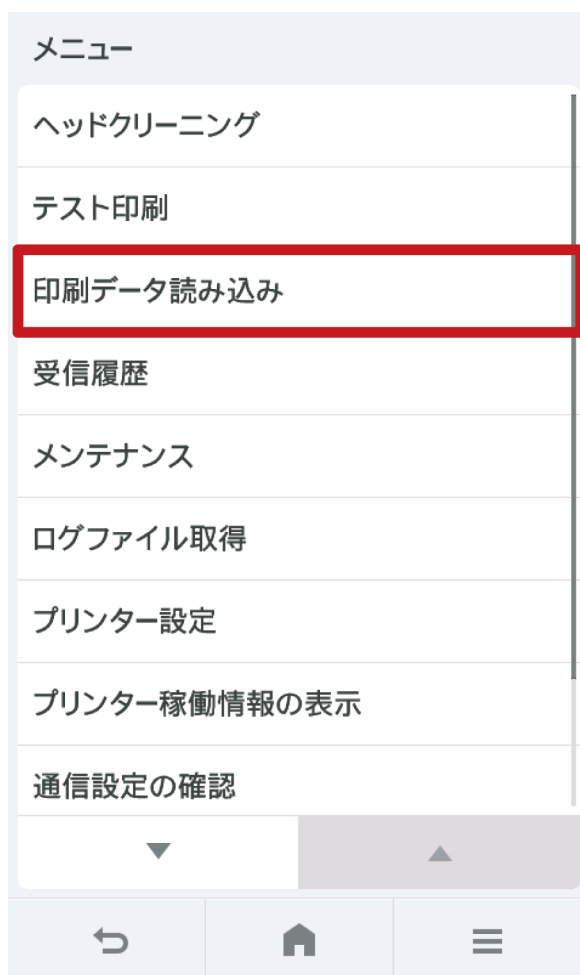 メニュー
ヘッドクリーニング
テスト印刷
印刷データ読み込み
受信履歴
メンテナンス
ログファイル取得
プリンター設定
プリンター稼働情報の表示
通信設定の確認